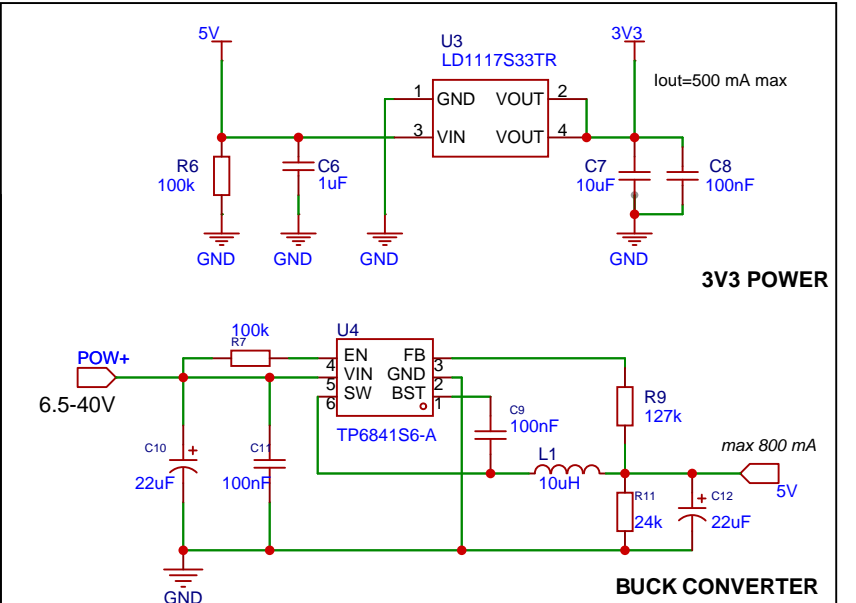 5V
U3
LD1117S33TR
3V3
Iout=500 mA max
1 GND VOUT 2
3 VIN VOUT 4
R6
100k
C6
1uF
C7
10uF
C8
100nF
GND
GND
GND
GND
3V3 POWER
100k
R7
U4
POW+
6.5-40V
EN FB
4 VIN GND 3
5 SW BST 2
6 1
TP6841S6-A
C9
100nF
R9
127k
max 800 mA
L1
10uH
5V
C10
22uF
C11
100nF
R11
24k
C12
22uF
GND
BUCK CONVERTER